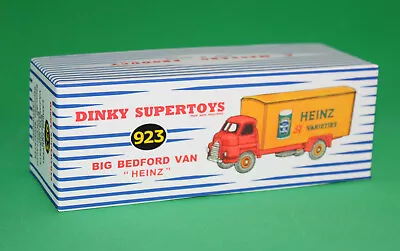 DINKY SUPERTOYS
923
BIG BEDFORD VAN
"HEINZ"
HEINZ
57 VARIETIES